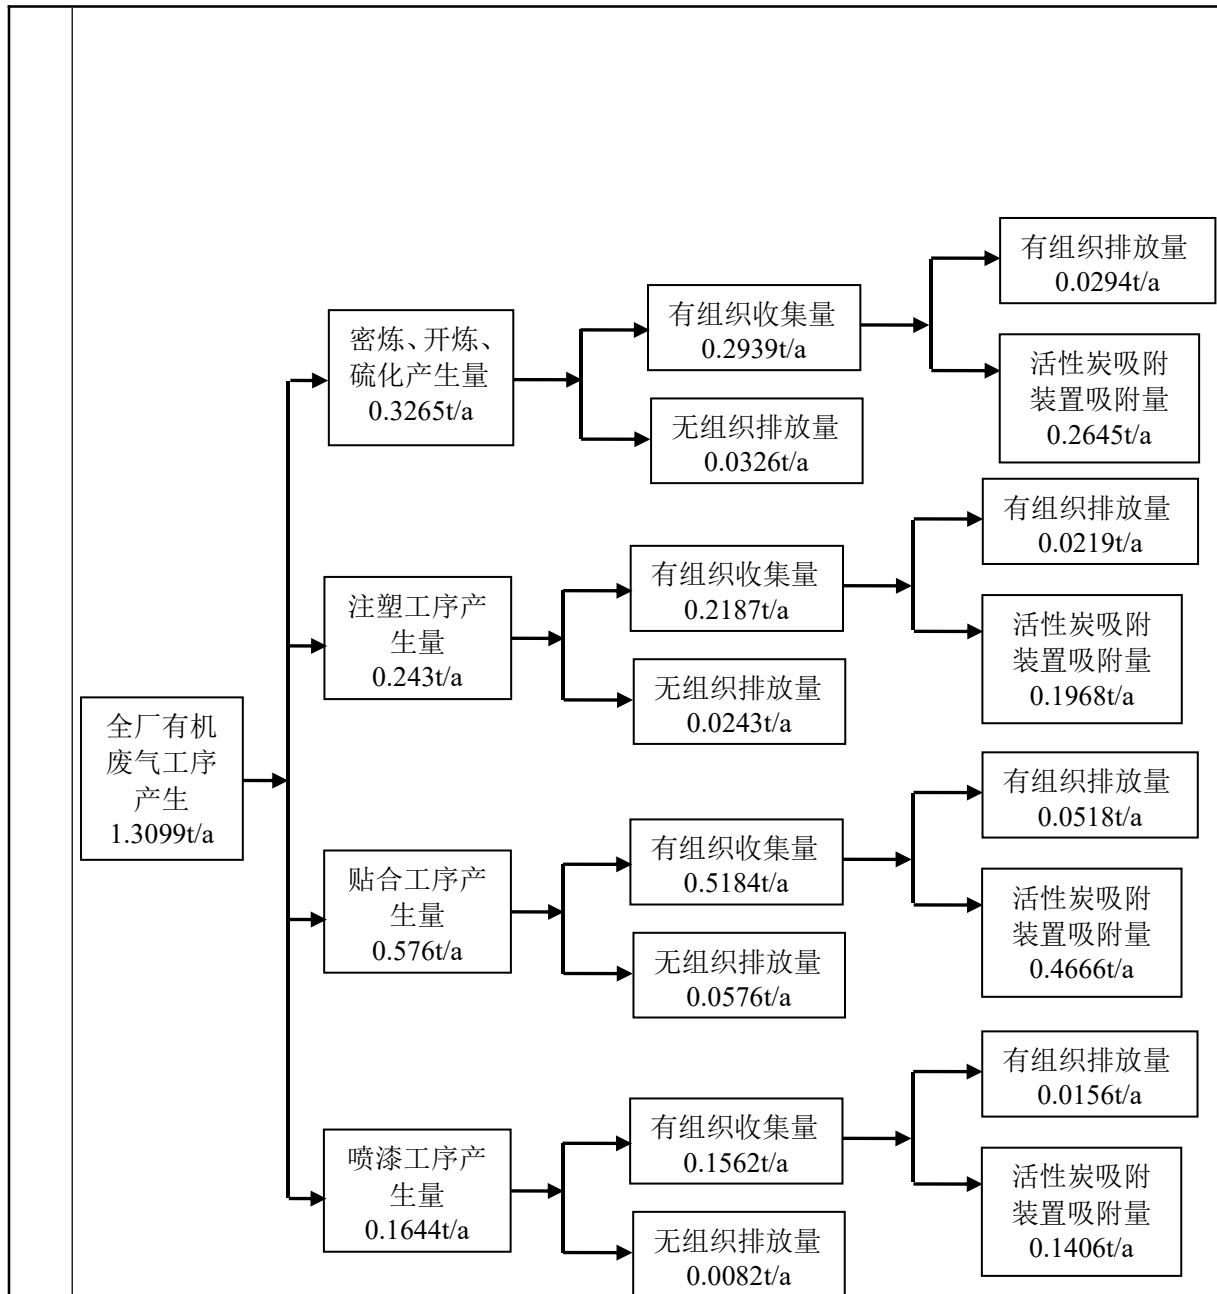 全厂有机
废气工序
产生
1.3099t/a
密炼、开炼、
硫化产生量
0.3265t/a
有组织收集量
0.2939t/a
有组织排放量
0.0294t/a
活性炭吸附
装置吸附量
0.2645t/a
无组织排放量
0.0326t/a
注塑工序产
生量
0.243t/a
有组织收集量
0.2187t/a
有组织排放量
0.0219t/a
活性炭吸附
装置吸附量
0.1968t/a
无组织排放量
0.0243t/a
贴合工序产
生量
0.576t/a
有组织收集量
0.5184t/a
有组织排放量
0.0518t/a
活性炭吸附
装置吸附量
0.4666t/a
无组织排放量
0.0576t/a
喷漆工序产
生量
0.1644t/a
有组织收集量
0.1562t/a
有组织排放量
0.0156t/a
活性炭吸附
装置吸附量
0.1406t/a
无组织排放量
0.0082t/a